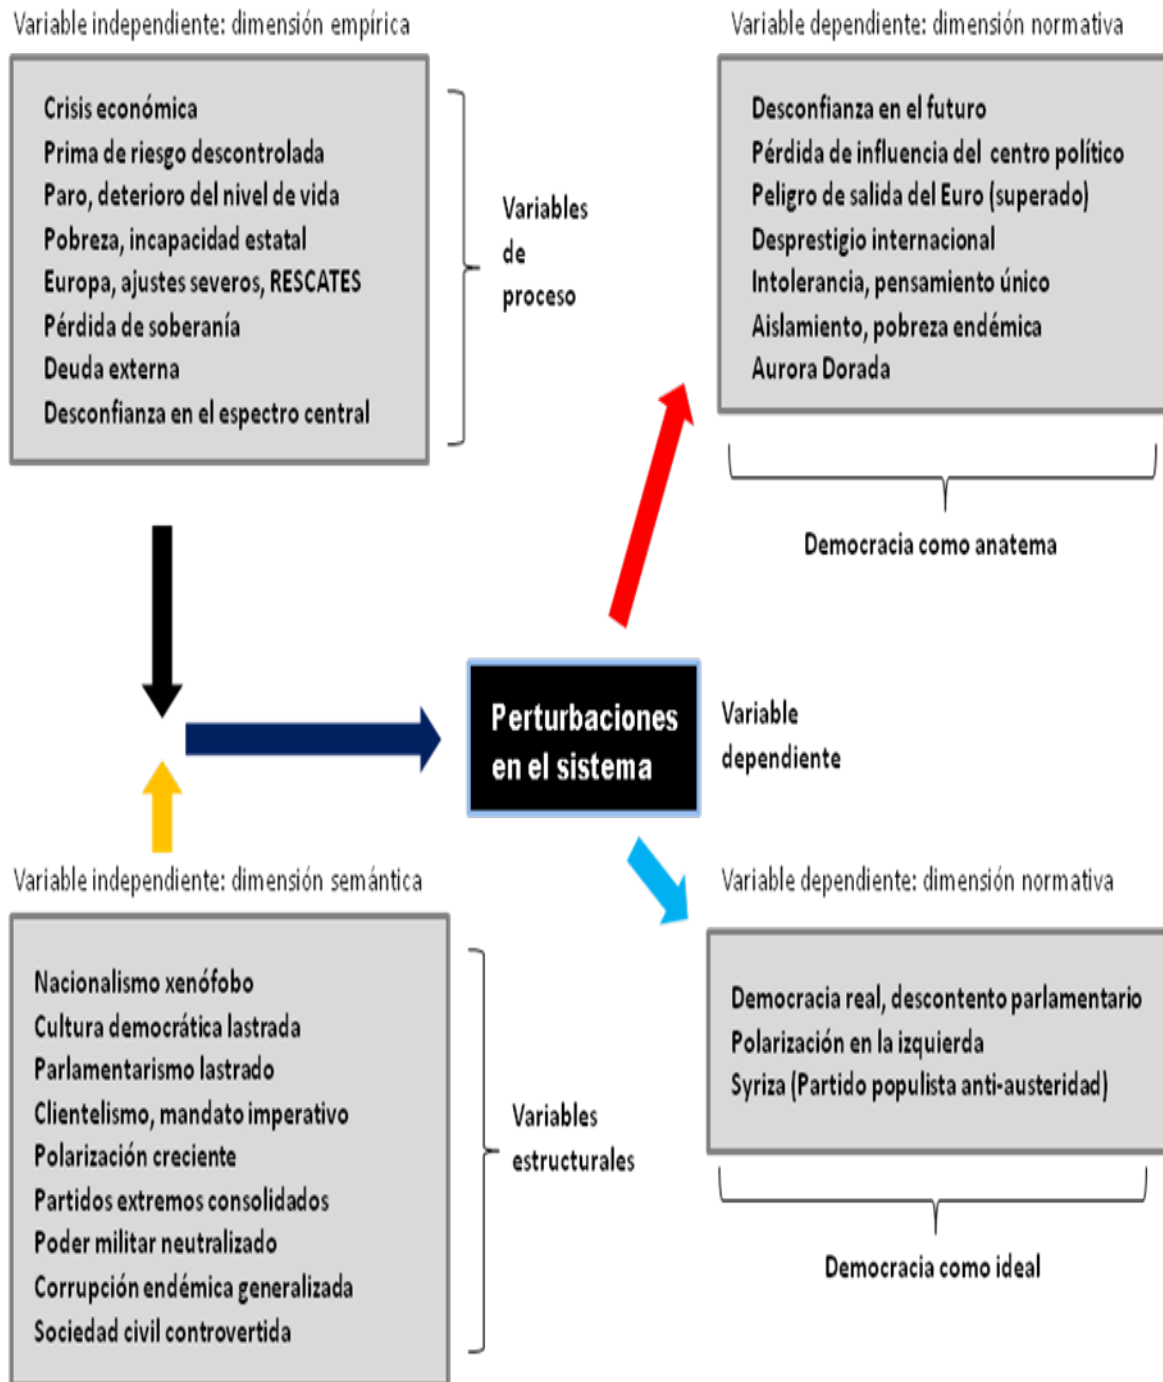 Variable independiente: dimensión empírica
Crisis económica
Prima de riesgo descontrolada
Paro, deterioro del nivel de vida
Pobreza, incapacidad estatal
Europa, ajustes severos, RESCATES
Pérdida de soberanía
Deuda externa
Desconfianza en el espectro central
Variables
de
proceso
Variable dependiente: dimensión normativa
Desconfianza en el futuro
Pérdida de influencia del centro político
Peligro de salida del Euro (superado)
Desprestigio internacional
Intolerancia, pensamiento único
Aislamiento, pobreza endémica
Aurora Dorada
Democracia como anatema
Perturbaciones
en el sistema
Variable
dependiente
Variable independiente: dimensión semántica
Nacionalismo xenófobo
Cultura democrática lastrada
Parlamentarismo lastrado
Clientelismo, mandato imperativo
Polarización creciente
Partidos extremos consolidados
Poder militar neutralizado
Corrupción endémica generalizada
Sociedad civil controvertida
Variables
estructurales
Variable dependiente: dimensión normativa
Democracia real, descontento parlamentario
Polarización en la izquierda
Syriza (Partido populista anti-austeridad)
Democracia como ideal